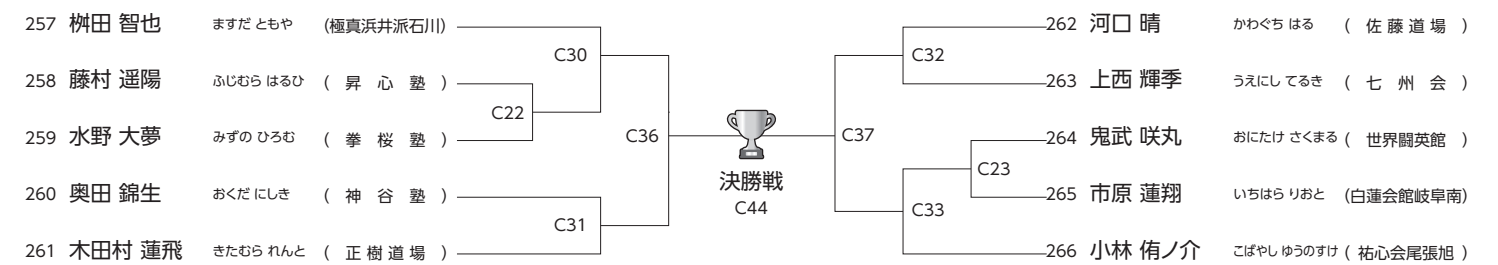 257 桝田 智也 ますだ ともや (極真浜井派石川)
258 藤村 遥陽 ふじむら はるひ ( 昇 心 塾 )
259 水野 大夢 みずの ひろむ ( 拳 桜 塾 )
260 奥田 錦生 おくだ にしき ( 神 谷 塾 )
261 木田村 蓮飛 きたむら れんと ( 正 樹 道 場 )
C30
C22
C36
C31
決勝戦
C44
C32
C37
C23
C33
262 河口 晴 かわぐち はる ( 佐 藤 道 場 )
263 上西 輝季 うえにし てるき ( 七 州 会 )
264 鬼武 咲丸 おにたけ さくまる ( 世界闘英館 )
265 市原 蓮翔 いちはら りおと (白蓮会館岐阜南)
266 小林 侑ノ介 こばやし ゆうのすけ ( 祐心会尾張旭 )